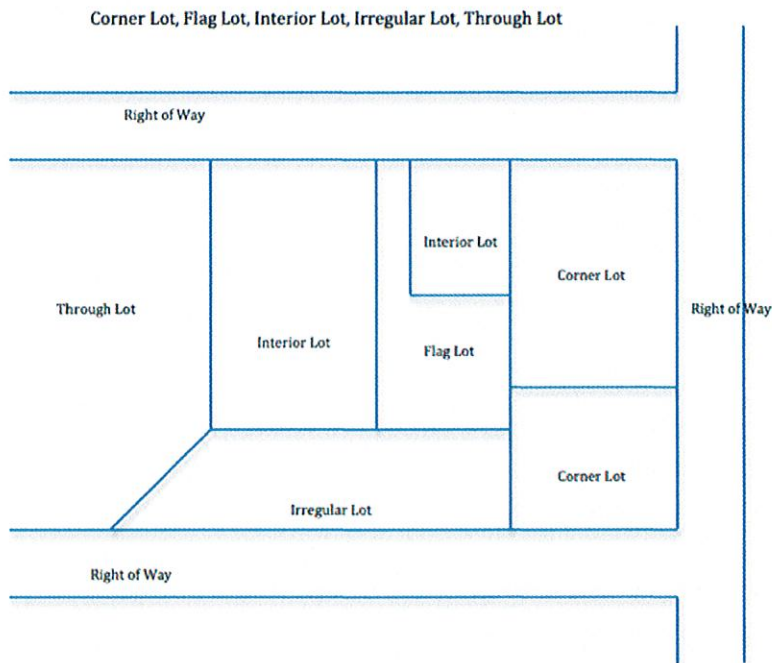 Corner Lot, Flag Lot, Interior Lot, Irregular Lot, Through Lot
Right of Way
Interior Lot
Corner Lot
Through Lot
Right of Way
Interior Lot
Flag Lot
Corner Lot
Irregular Lot
Right of Way